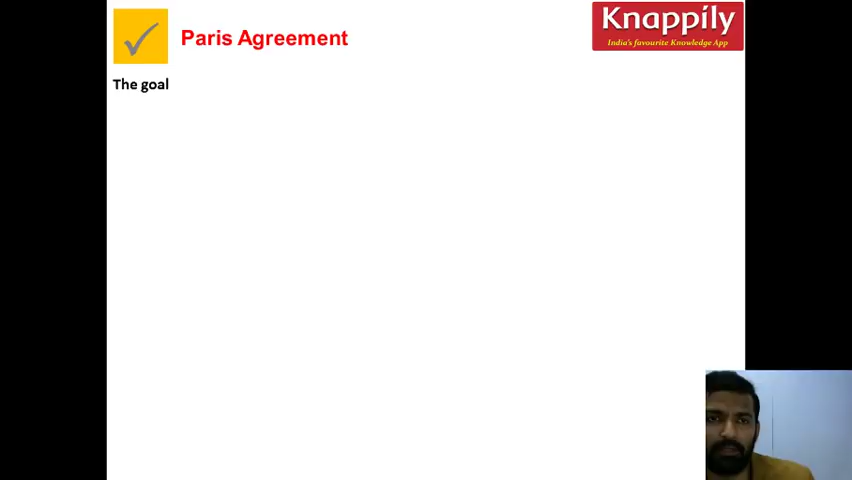 Paris Agreement
Knappily
India's favourite Knowledge App
The goal